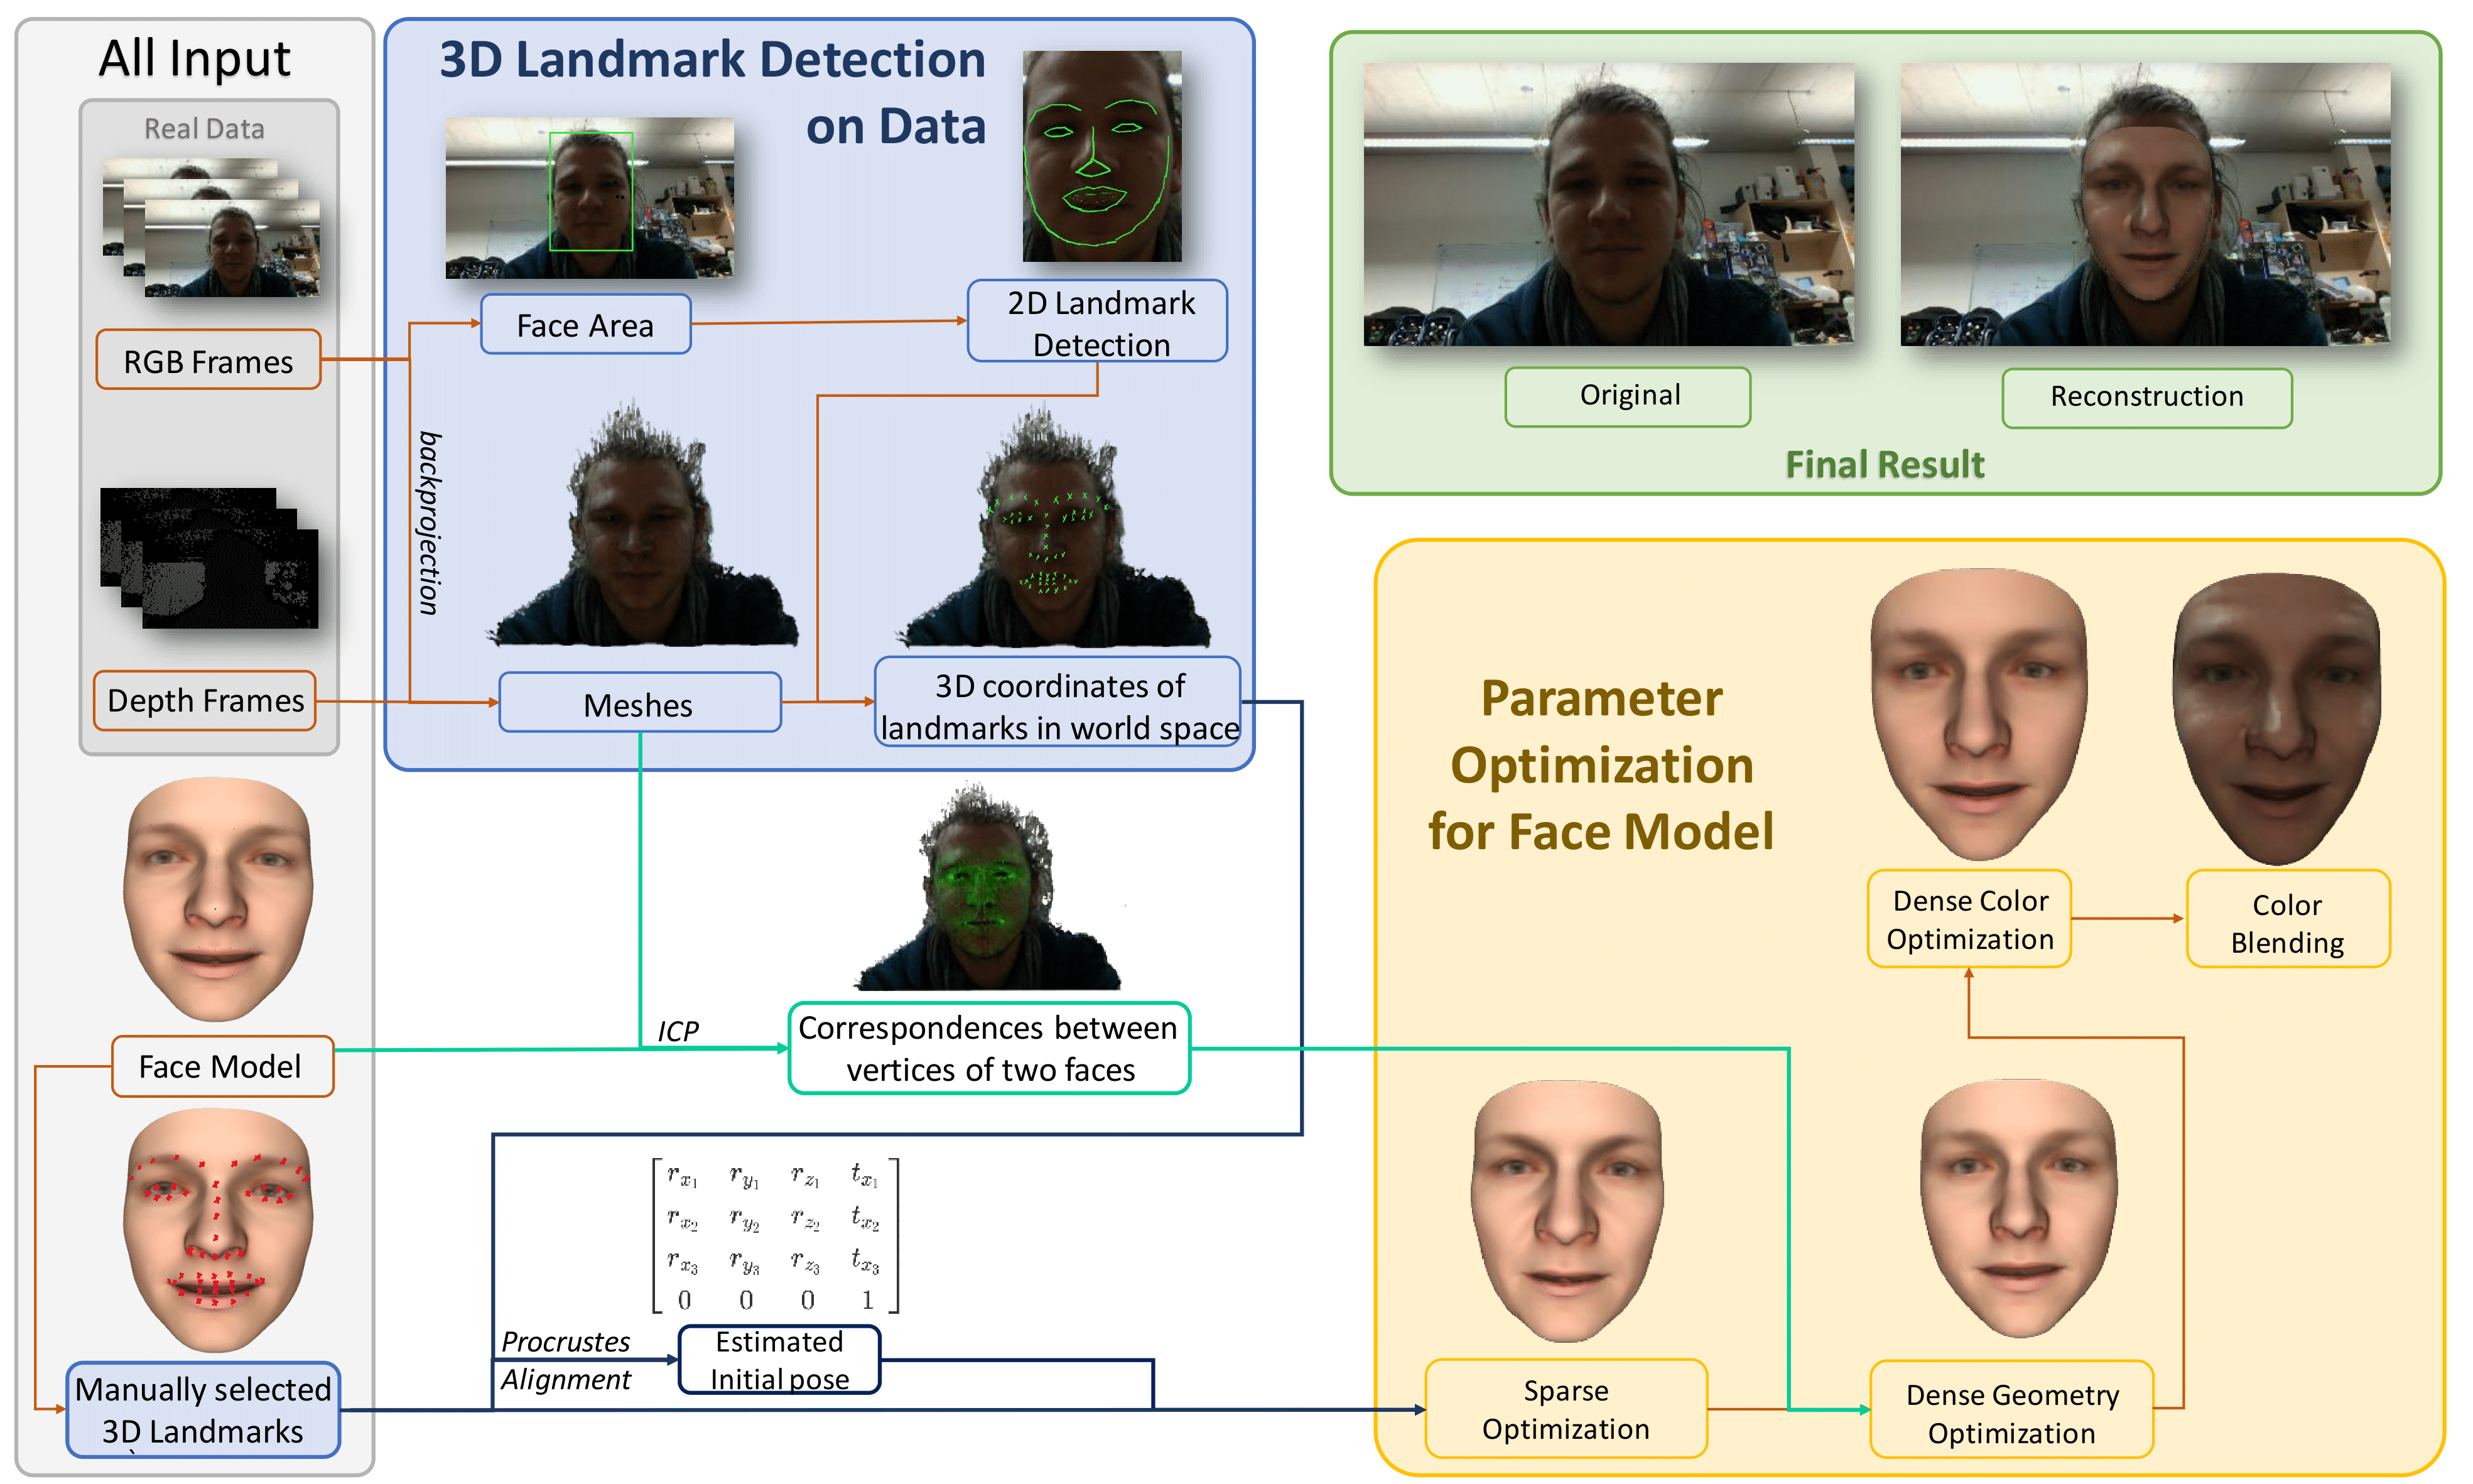 All Input
Real Data
RGB Frames
Depth Frames
Face Model
Manually selected
3D Landmarks
`
3D Landmark Detection
on Data
Face Area
2D Landmark
Detection
backprojection
Meshes
3D coordinates of
landmarks in world space
ICP
Correspondences between
vertices of two faces
r_{x_1} r_{y_1} r_{z_1} t_{x_1}
r_{x_2} r_{y_2} r_{z_2} t_{x_2}
r_{x_3} r_{y_3} r_{z_3} t_{x_3}
0 0 0 1
Procrustes
Alignment
Estimated
Initial pose
Original
Reconstruction
Final Result
Parameter
Optimization
for Face Model
Dense Color
Optimization
Color
Blending
Sparse
Optimization
Dense Geometry
Optimization